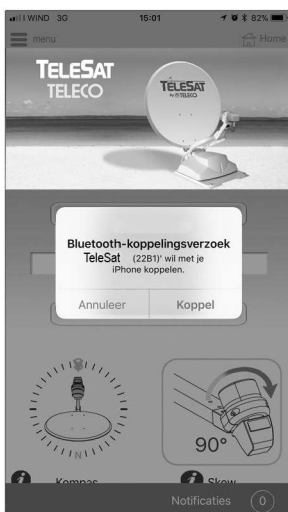 I WIND 3G 15:01 82%
menu Home
TELESAT
TELECO
TELESAT
by TELECO
Bluetooth-koppelingsverzoek
TeleSat (22B1)' wil met je
iPhone koppelen.
Annuleer Koppel
N
90°
i Kompas i Skew
Notificaties 0